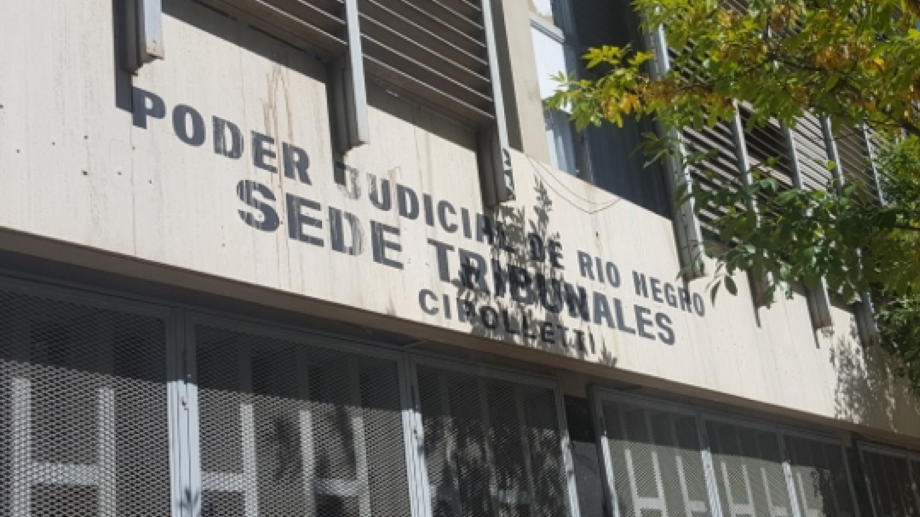 PODER JUDICIAL DE RIO NEGRO
SEDE TRIBUNALES
CIPOLLETTI